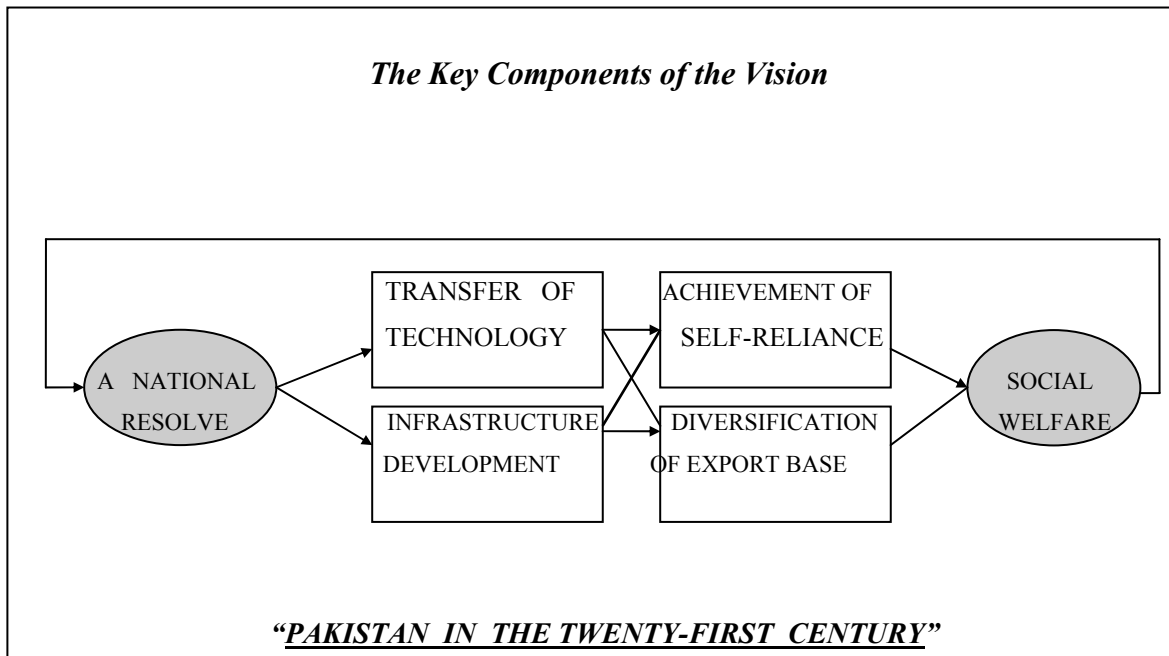 The Key Components of the Vision
TRANSFER OF
TECHNOLOGY
ACHIEVEMENT OF
SELF-RELIANCE
A NATIONAL
RESOLVE
SOCIAL
WELFARE
INFRASTRUCTURE
DEVELOPMENT
DIVERSIFICATION
OF EXPORT BASE
“PAKISTAN IN THE TWENTY-FIRST CENTURY”